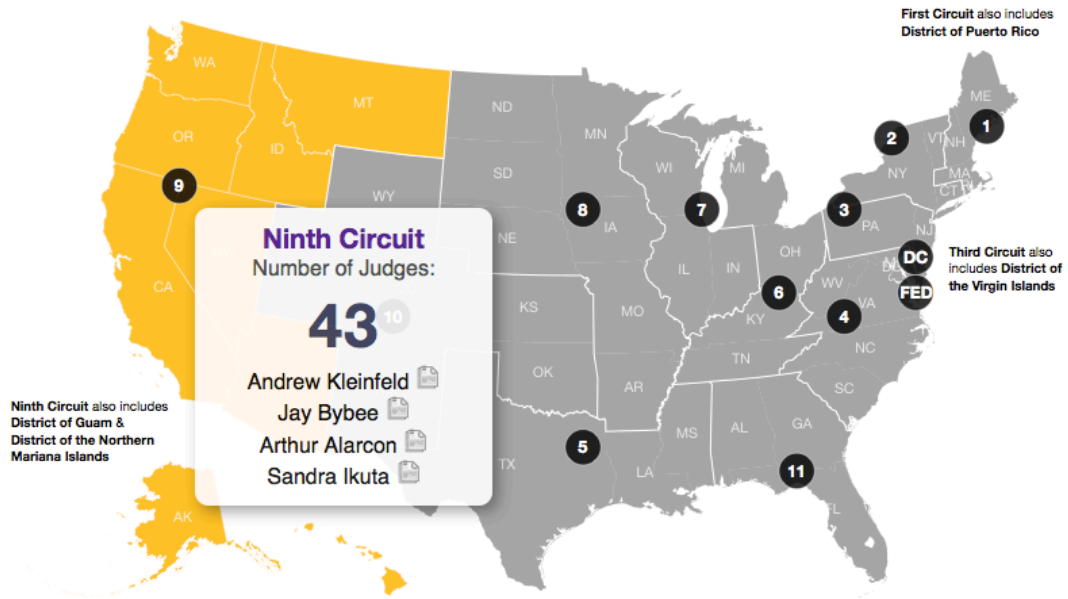 First Circuit also includes
District of Puerto Rico
WA
MT
ND
MN
ME
OR
ID
SD
WI
MI
2
1
VT
NH
NY
MA
CT
9
WY
8
7
3
IA
PA
NJ
NE
OH
DC
Third Circuit also
includes District of
the Virgin Islands
Ninth Circuit
Number of Judges:
43
10
IL
IN
WV
6
FED
CA
KS
MO
VA
4
KY
NC
TN
OK
AR
SC
Andrew Kleinfeld
Jay Bybee
Arthur Alarcon
Sandra Ikuta
Ninth Circuit also includes
District of Guam &
District of the Northern
Mariana Islands
MS
AL
GA
5
TX
LA
11
FL
AK